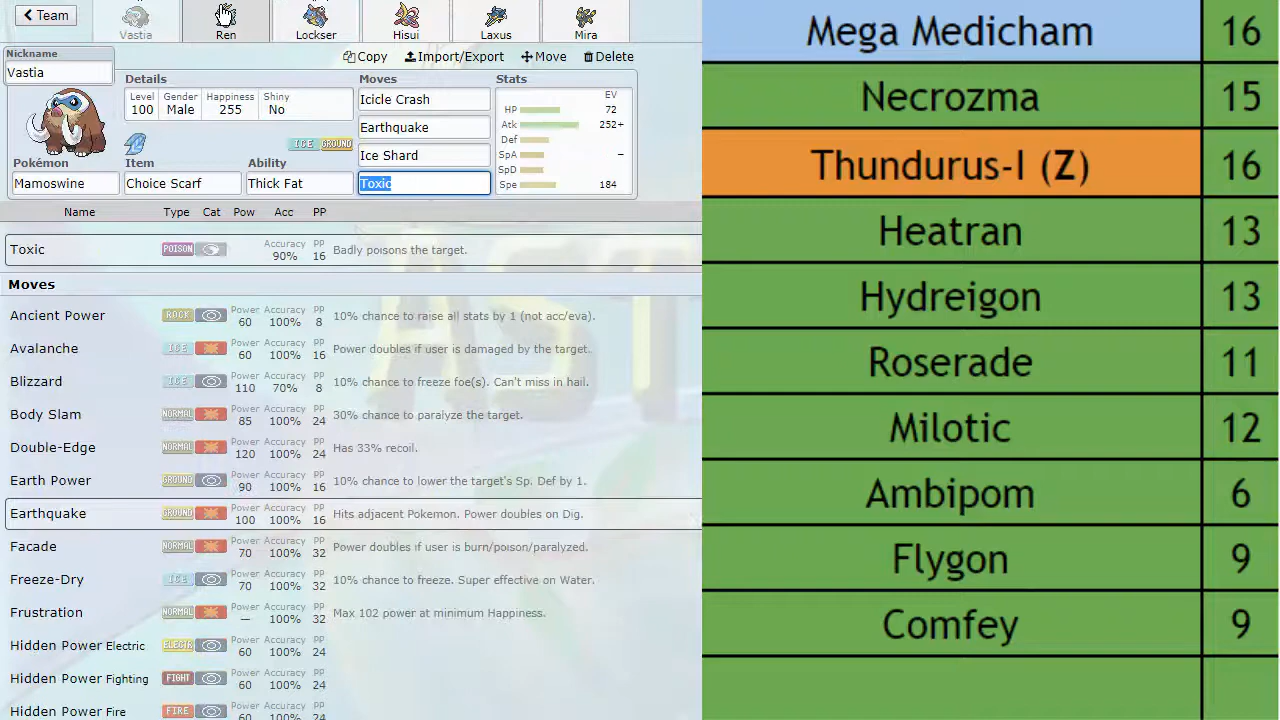 Team
Vastia
Ren
Lockser
Hisui
Laxus
Mira
Copy Import/Export Move Delete
Nickname
Vastia
Details
Level Gender Happiness Shiny
100 Male 255 No
ICE GROUND
Pokémon Item Ability
Mamoswine Choice Scarf Thick Fat
Moves
Icicle Crash
Earthquake
Ice Shard
Toxic
Stats
EV
HP 72
Atk 252+
Def
SpA –
SpD
Spe 184
Name Type Cat Pow Acc PP
Toxic POISON Accuracy 90% PP 16 Badly poisons the target.
Moves
Ancient Power ROCK Power 60 Accuracy 100% PP 8 10% chance to raise all stats by 1 (not acc/eva).
Avalanche ICE Power 60 Accuracy 100% PP 16 Power doubles if user is damaged by the target.
Blizzard ICE Power 110 Accuracy 70% PP 8 10% chance to freeze foe(s). Can't miss in hail.
Body Slam NORMAL Power 85 Accuracy 100% PP 24 30% chance to paralyze the target.
Double-Edge NORMAL Power 120 Accuracy 100% PP 24 Has 33% recoil.
Earth Power GROUND Power 90 Accuracy 100% PP 16 10% chance to lower the target's Sp. Def by 1.
Earthquake GROUND Power 100 Accuracy 100% PP 16 Hits adjacent Pokemon. Power doubles on Dig.
Facade NORMAL Power 70 Accuracy 100% PP 32 Power doubles if user is burn/poison/paralyzed.
Freeze-Dry ICE Power 70 Accuracy 100% PP 32 10% chance to freeze. Super effective on Water.
Frustration NORMAL Power — Accuracy 100% PP 32 Max 102 power at minimum Happiness.
Hidden Power Electric ELECTR Power 60 Accuracy 100% PP 24
Hidden Power Fighting FIGHT Power 60 Accuracy 100% PP 24
Hidden Power Fire FIRE Power 60 Accuracy 100% PP 24
Mega Medicham 16
Necrozma 15
Thundurus-I (Z) 16
Heatran 13
Hydreigon 13
Roserade 11
Milotic 12
Ambipom 6
Flygon 9
Comfey 9